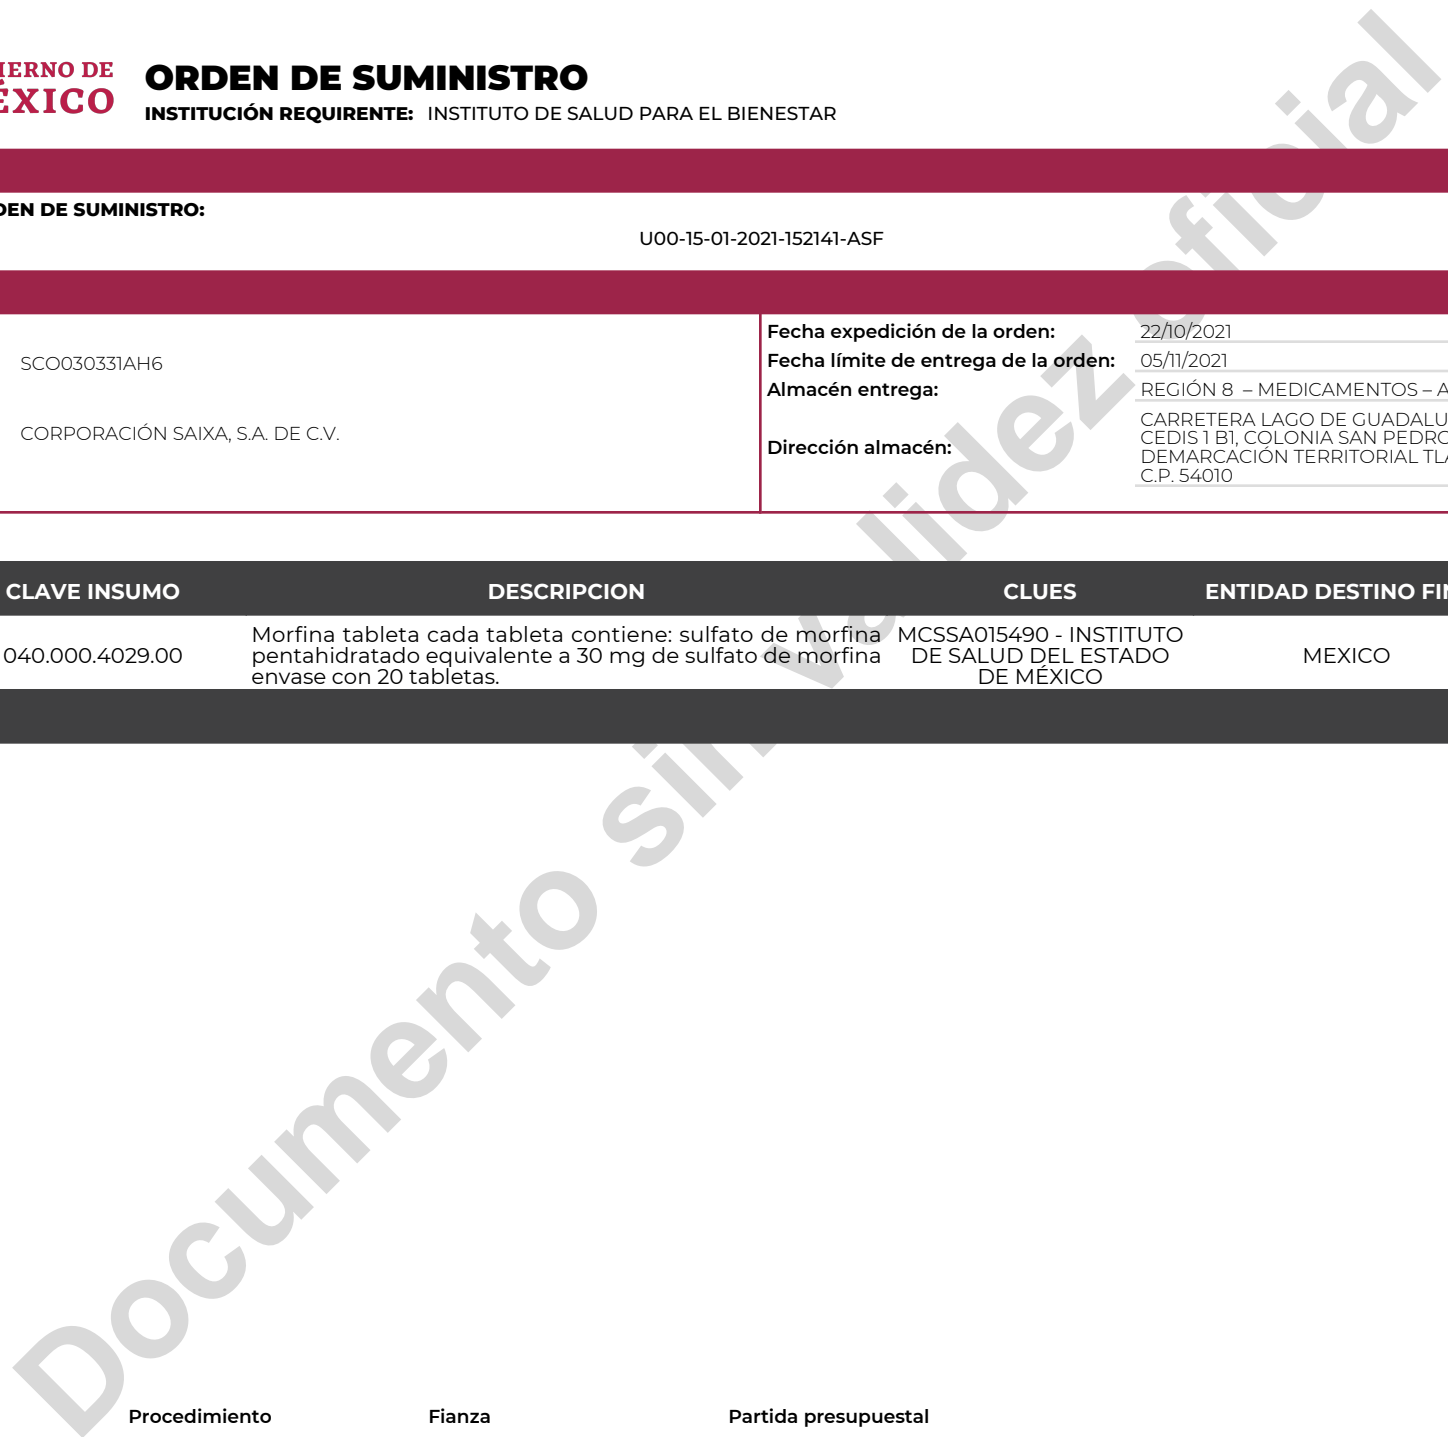 IERNO DE
ÉXICO
ORDEN DE SUMINISTRO
INSTITUCIÓN REQUIRENTE: INSTITUTO DE SALUD PARA EL BIENESTAR
DEN DE SUMINISTRO:
U00-15-01-2021-152141-ASF
SCO030331AH6
CORPORACIÓN SAIXA, S.A. DE C.V.
Fecha expedición de la orden: 22/10/2021
Fecha límite de entrega de la orden: 05/11/2021
Almacén entrega: REGIÓN 8 – MEDICAMENTOS – A
Dirección almacén:
CARRETERA LAGO DE GUADALU
CEDIS 1 B1, COLONIA SAN PEDRO
DEMARCACIÓN TERRITORIAL TLA
C.P. 54010
CLAVE INSUMO DESCRIPCION CLUES ENTIDAD DESTINO FIN
040.000.4029.00
Morfina tableta cada tableta contiene: sulfato de morfina
pentahidratado equivalente a 30 mg de sulfato de morfina
envase con 20 tabletas.
MCSSA015490 - INSTITUTO
DE SALUD DEL ESTADO
DE MÉXICO
MEXICO
Documento sin validez oficial
Procedimiento Fianza Partida presupuestal